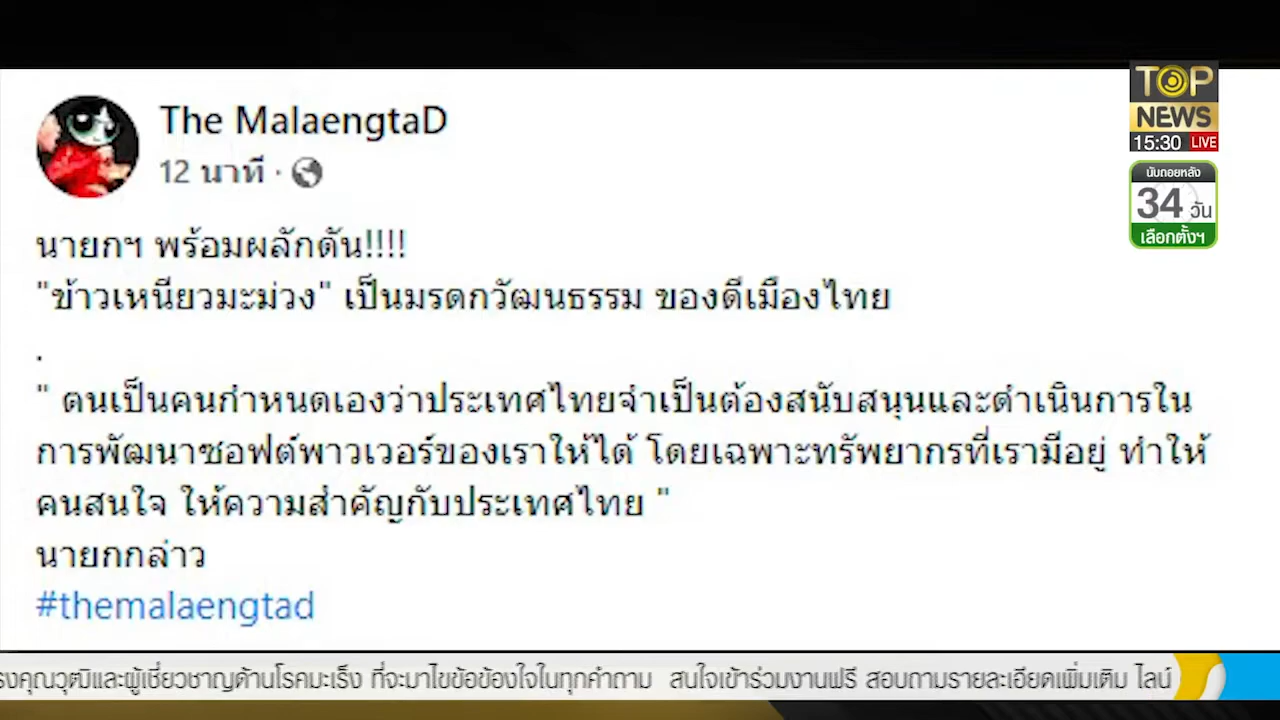 The MalaengtaD
12 นาที ·
นายกฯ พร้อมผลักดัน!!!!
"ข้าวเหนียวมะม่วง" เป็นมรดกวัฒนธรรม ของดีเมืองไทย
.
" ตนเป็นคนกำหนดเองว่าประเทศไทยจำเป็นต้องสนับสนุนและดำเนินการใน
การพัฒนาซอฟต์พาวเวอร์ของเราให้ได้ โดยเฉพาะทรัพยากรที่เรามีอยู่ ทำให้
คนสนใจ ให้ความสำคัญกับประเทศไทย "
นายกกล่าว
#themalaengtad
TOP
NEWS
15:30 LIVE
นับถอยหลัง
34 วัน
เลือกตั้งฯ
รงคุณวุฒิและผู้เชี่ยวชาญด้านโรคมะเร็ง ที่จะมาไขข้อข้องใจในทุกคำถาม สนใจเข้าร่วมงานฟรี สอบถามรายละเอียดเพิ่มเติม ไลน์